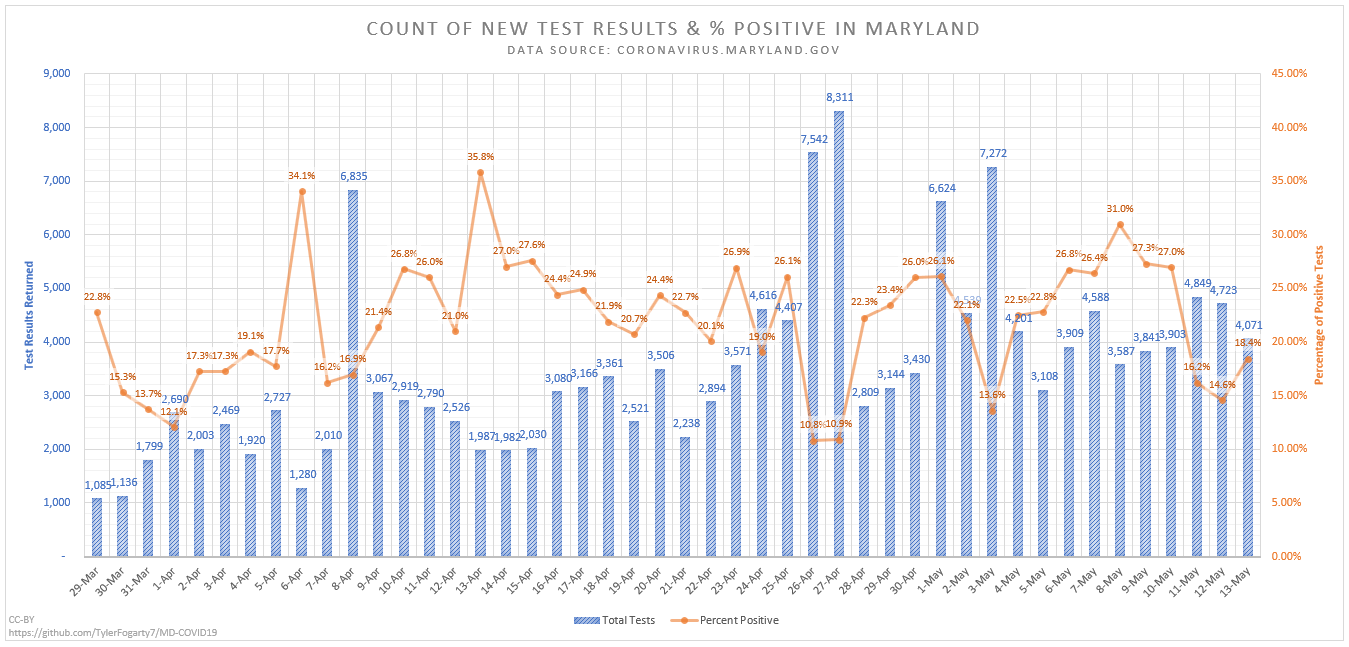 COUNT OF NEW TEST RESULTS & % POSITIVE IN MARYLAND
DATA SOURCE: CORONAVIRUS.MARYLAND.GOV
Test Results Returned
9,000
8,000
7,000
6,000
5,000
4,000
3,000
2,000
1,000
-
45.00%
40.00%
35.00%
30.00%
25.00%
20.00%
15.00%
10.00%
5.00%
0.00%
Percentage of Positive Tests
1,085 1,136 1,799 2,690 2,003 2,469 1,920 2,727 1,280 2,010 6,835 3,067 2,919 2,790 2,526 1,987 1,982 2,030 3,080 3,166 3,361 2,521 3,506 2,238 2,894 3,571 4,616 4,407 7,542 8,311 2,809 3,144 3,430 6,624 4,539 7,272 4,201 3,108 3,909 4,588 3,587 3,841 3,903 4,849 4,723 4,071
22.8% 15.3% 13.7% 12.1% 17.3% 17.3% 19.1% 17.7% 34.1% 16.2% 16.9% 21.4% 26.8% 26.0% 21.0% 35.8% 27.0% 27.6% 24.4% 24.9% 21.9% 20.7% 24.4% 22.7% 20.1% 26.9% 19.0% 26.1% 10.8% 10.9% 22.3% 23.4% 26.0% 26.1% 22.1% 13.6% 22.5% 22.8% 26.8% 26.4% 31.0% 27.3% 27.0% 16.2% 14.6% 18.4%
29-Mar 30-Mar 31-Mar 1-Apr 2-Apr 3-Apr 4-Apr 5-Apr 6-Apr 7-Apr 8-Apr 9-Apr 10-Apr 11-Apr 12-Apr 13-Apr 14-Apr 15-Apr 16-Apr 17-Apr 18-Apr 19-Apr 20-Apr 21-Apr 22-Apr 23-Apr 24-Apr 25-Apr 26-Apr 27-Apr 28-Apr 29-Apr 30-Apr 1-May 2-May 3-May 4-May 5-May 6-May 7-May 8-May 9-May 10-May 11-May 12-May 13-May
Total Tests Percent Positive
CC-BY
https://github.com/TylerFogarty7/MD-COVID19